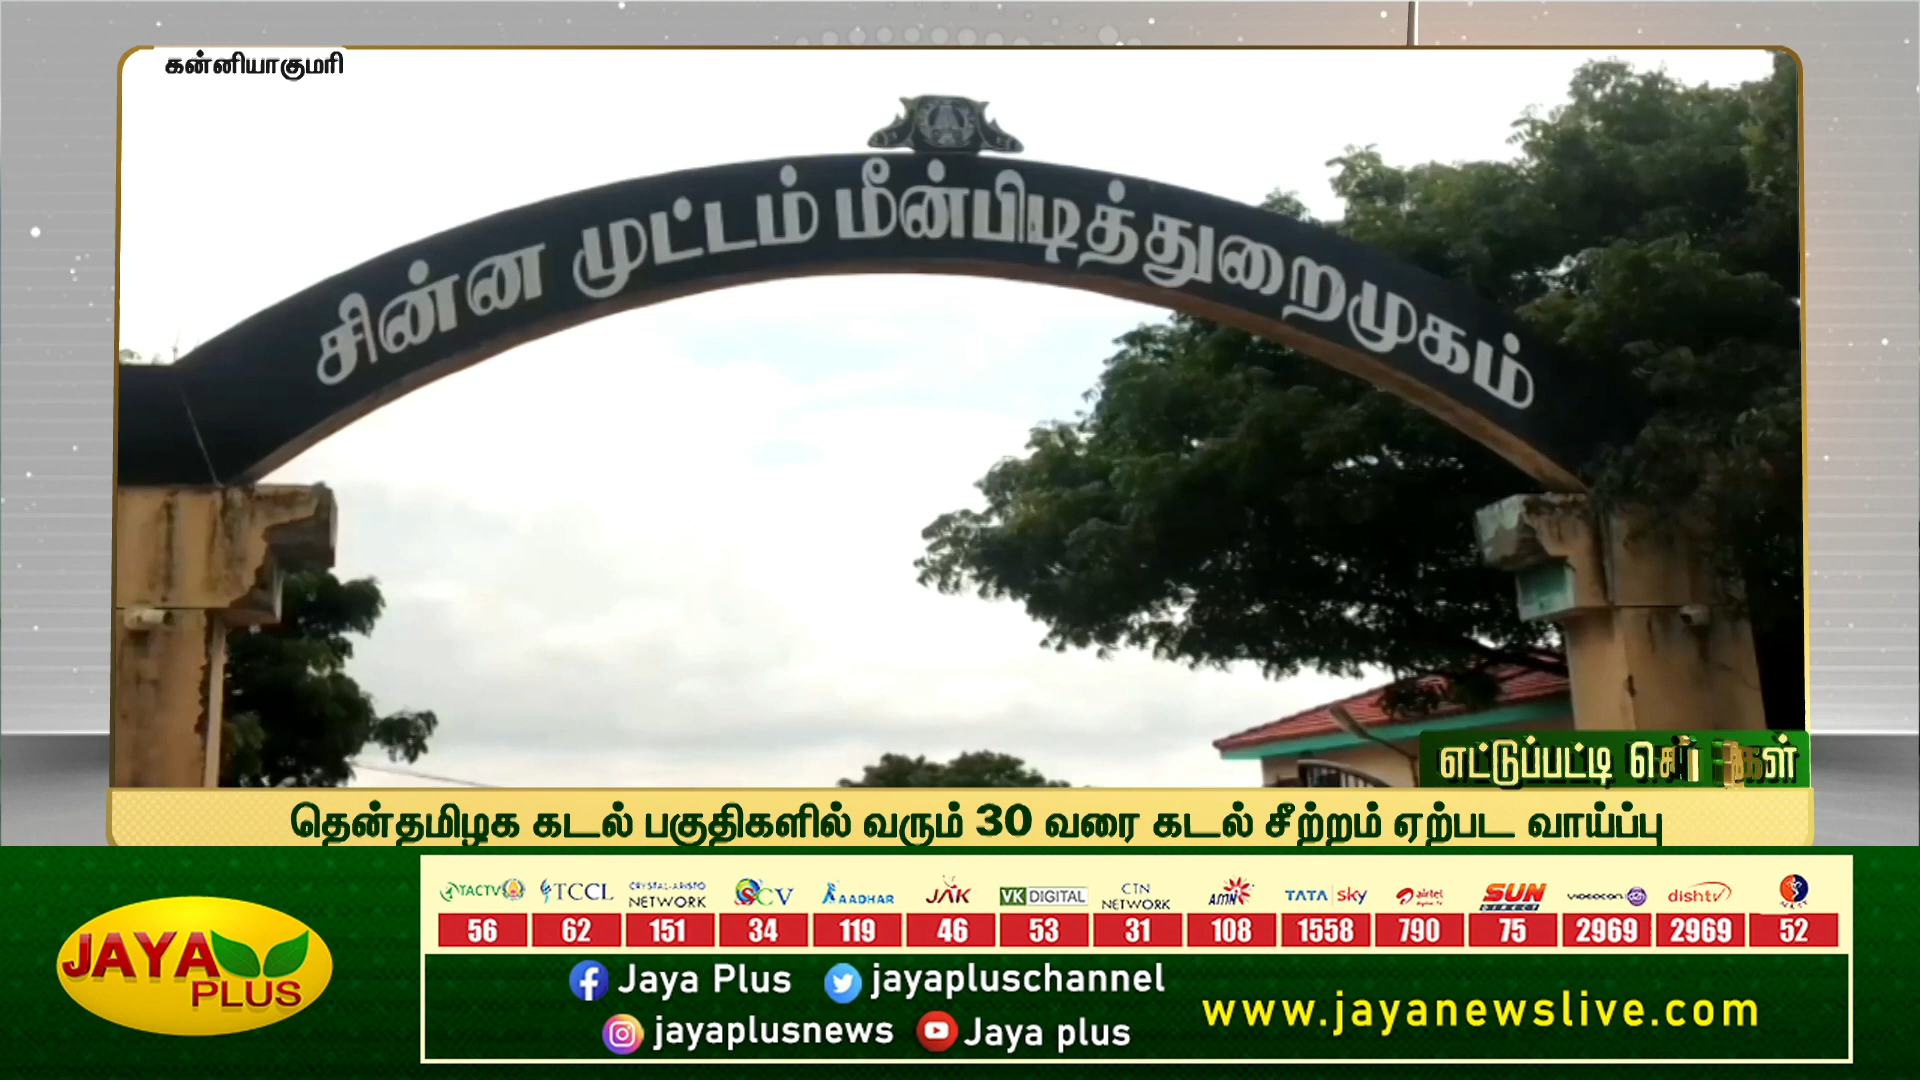 கன்னியாகுமரி
சின்ன முட்டம் மீன்பிடித்துறைமுகம்
எட்டுப்பட்டி
தென்தமிழக கடல் பகுதிகளில் வரும் 30 வரை கடல் சீற்றம் ஏற்பட வாய்ப்பு
TACTV TCCL CRYSTAL-ARISTO NETWORK SCV AADHAR JAK VK DIGITAL CTN NETWORK AMN TATA sky airtel SUN DIRECT VIDEOCON dishtv
56 62 151 34 119 46 53 31 108 1558 790 75 2969 2969 52
JAYA PLUS
Jaya Plus jayapluschannel
jayaplusnews Jaya plus
www.jayanewslive.com